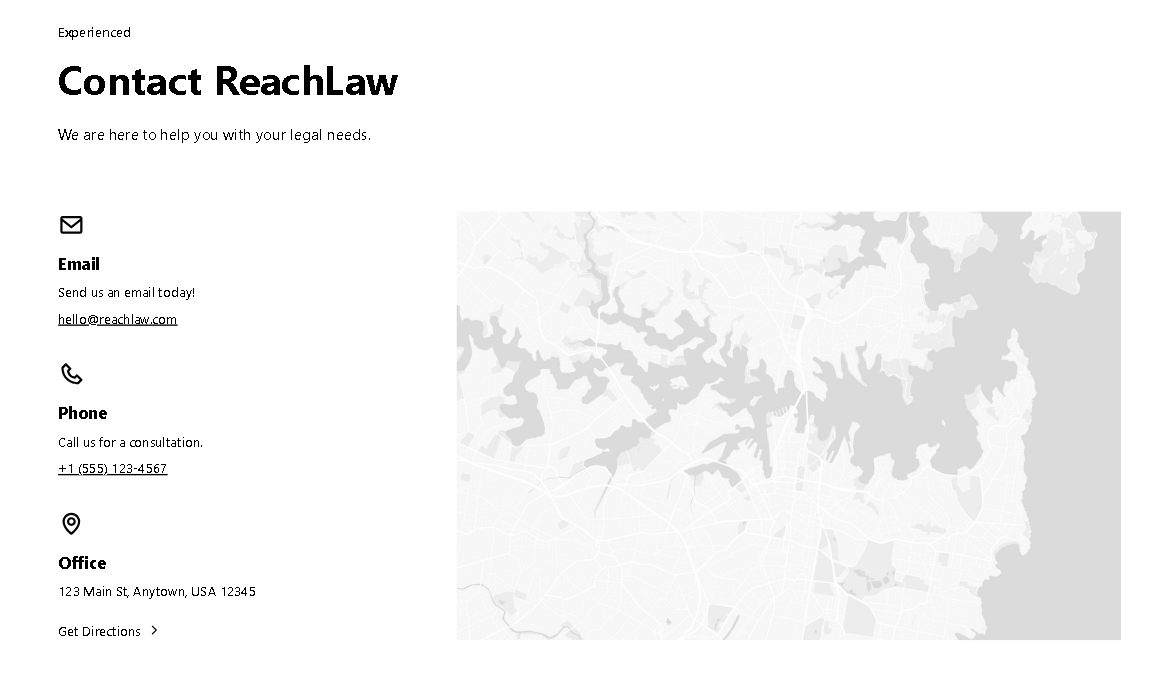 Experienced
Contact ReachLaw
We are here to help you with your legal needs.
Email
Send us an email today!
hello@reachlaw.com
Phone
Call us for a consultation.
+1 (555) 123-4567
Office
123 Main St, Anytown, USA 12345
Get Directions